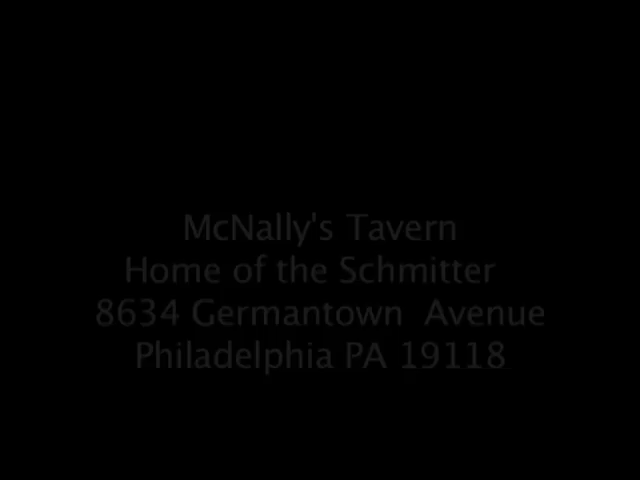 McNally's Tavern
Home of the Schmitter
8634 Germantown Avenue
Philadelphia PA 19118